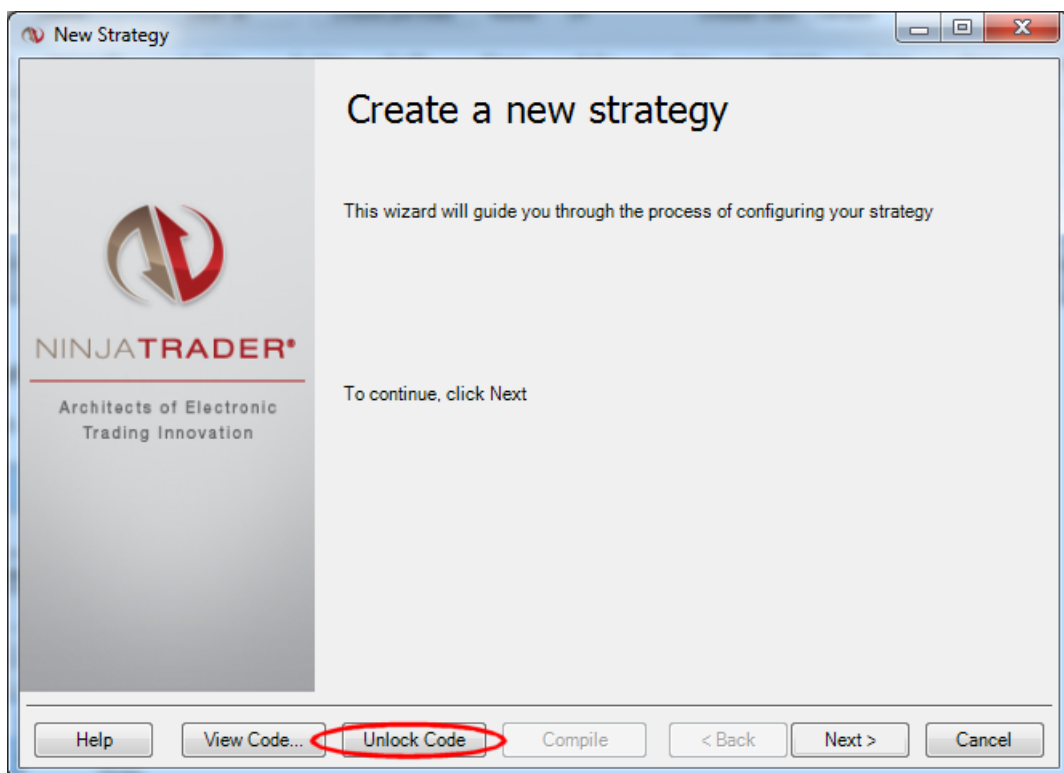 New Strategy
Create a new strategy
This wizard will guide you through the process of configuring your strategy
NINJATRADER®
Architects of Electronic
Trading Innovation
To continue, click Next
Help View Code... Unlock Code Compile < Back Next > Cancel